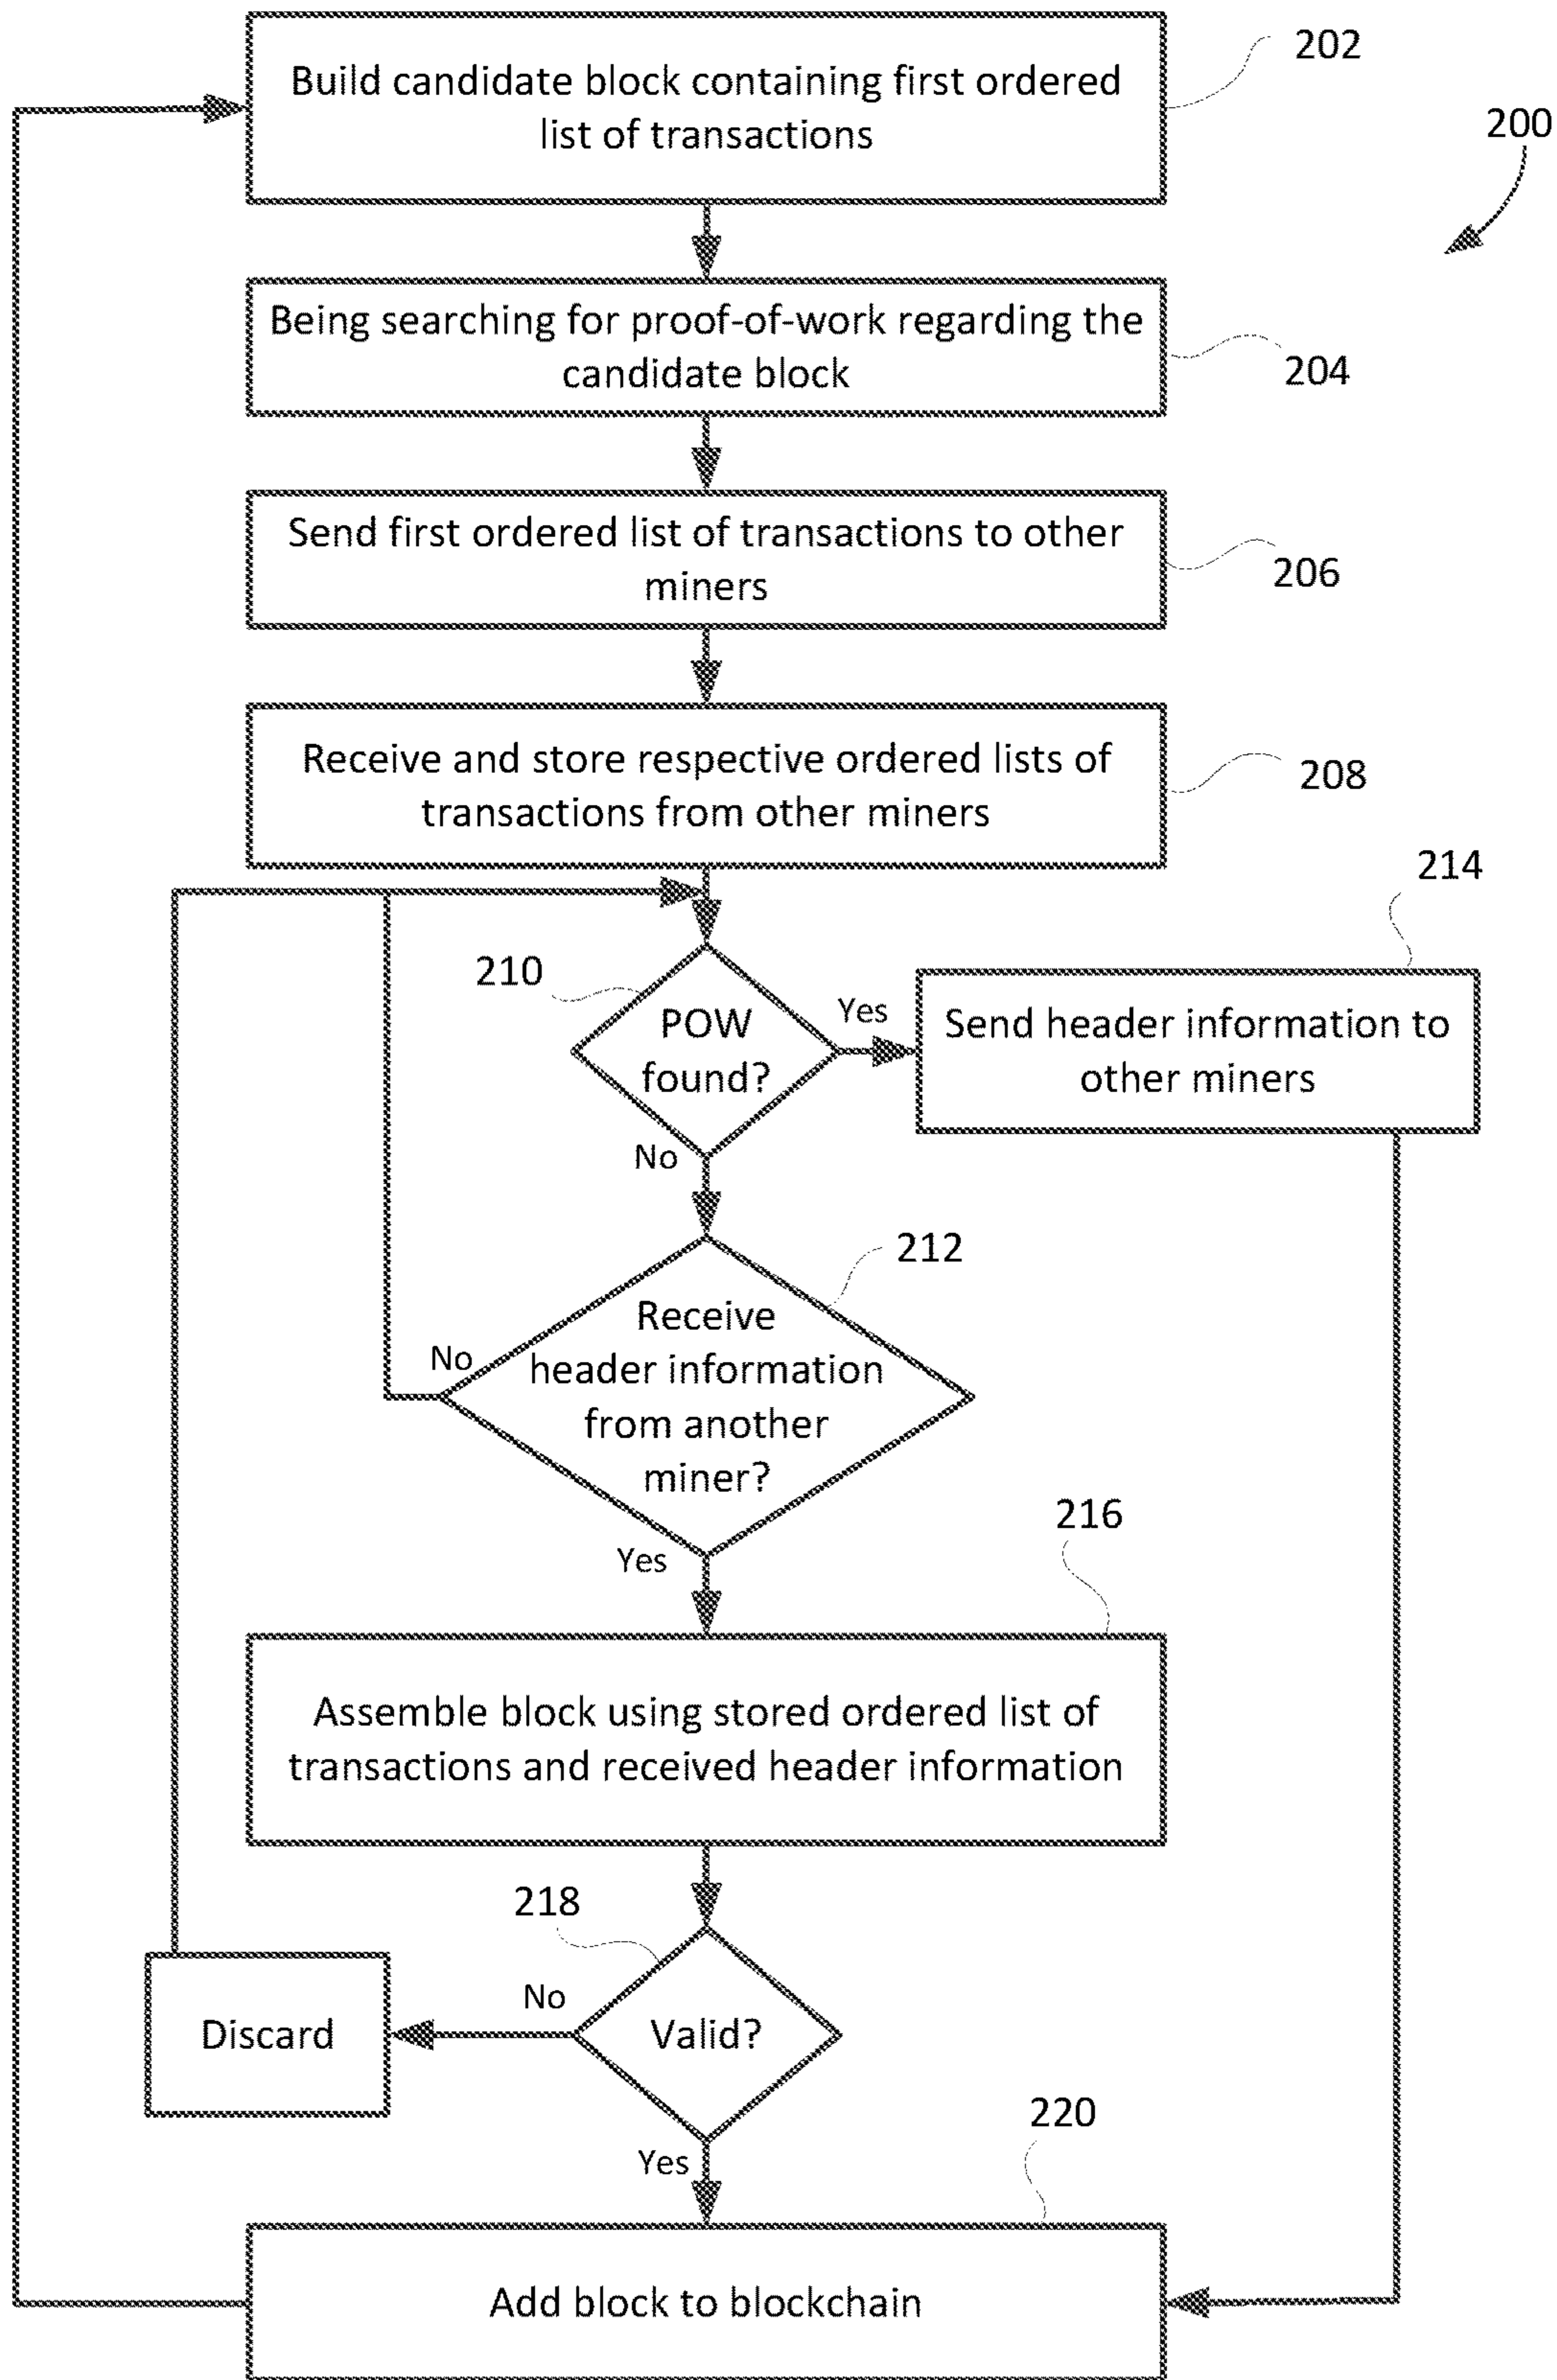 Build candidate block containing first ordered
list of transactions
202
200
Being searching for proof-of-work regarding the
candidate block
204
Send first ordered list of transactions to other
miners
206
Receive and store respective ordered lists of
transactions from other miners
208
214
210
POW
found?
Yes
Send header information to
other miners
No
212
Receive
header information
from another
miner?
No
Yes
216
Assemble block using stored ordered list of
transactions and received header information
218
No
Discard
Valid?
Yes
220
Add block to blockchain